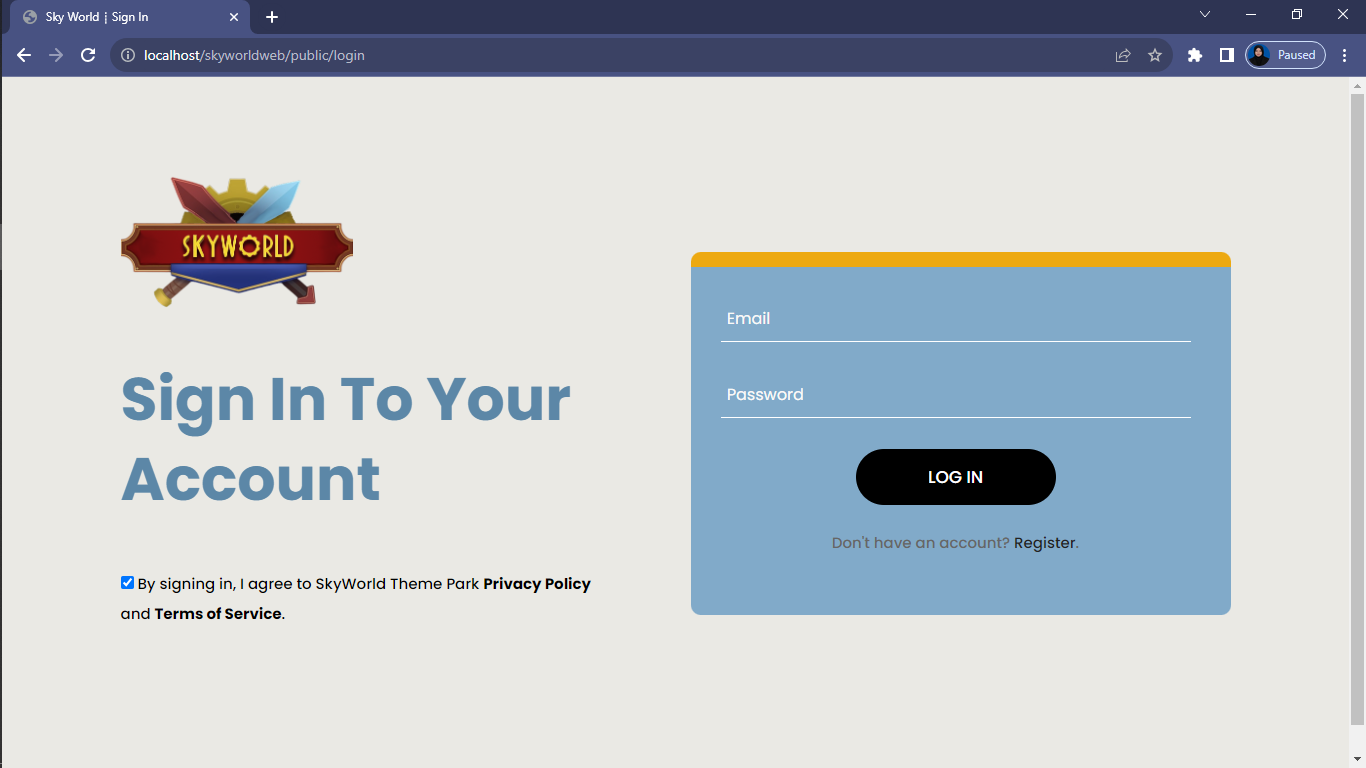 Sky World | Sign In
localhost/skyworldweb/public/login
Paused
SKYWORLD
Sign In To Your
Account
By signing in, I agree to SkyWorld Theme Park Privacy Policy
and Terms of Service.
Email
Password
LOG IN
Don't have an account? Register.